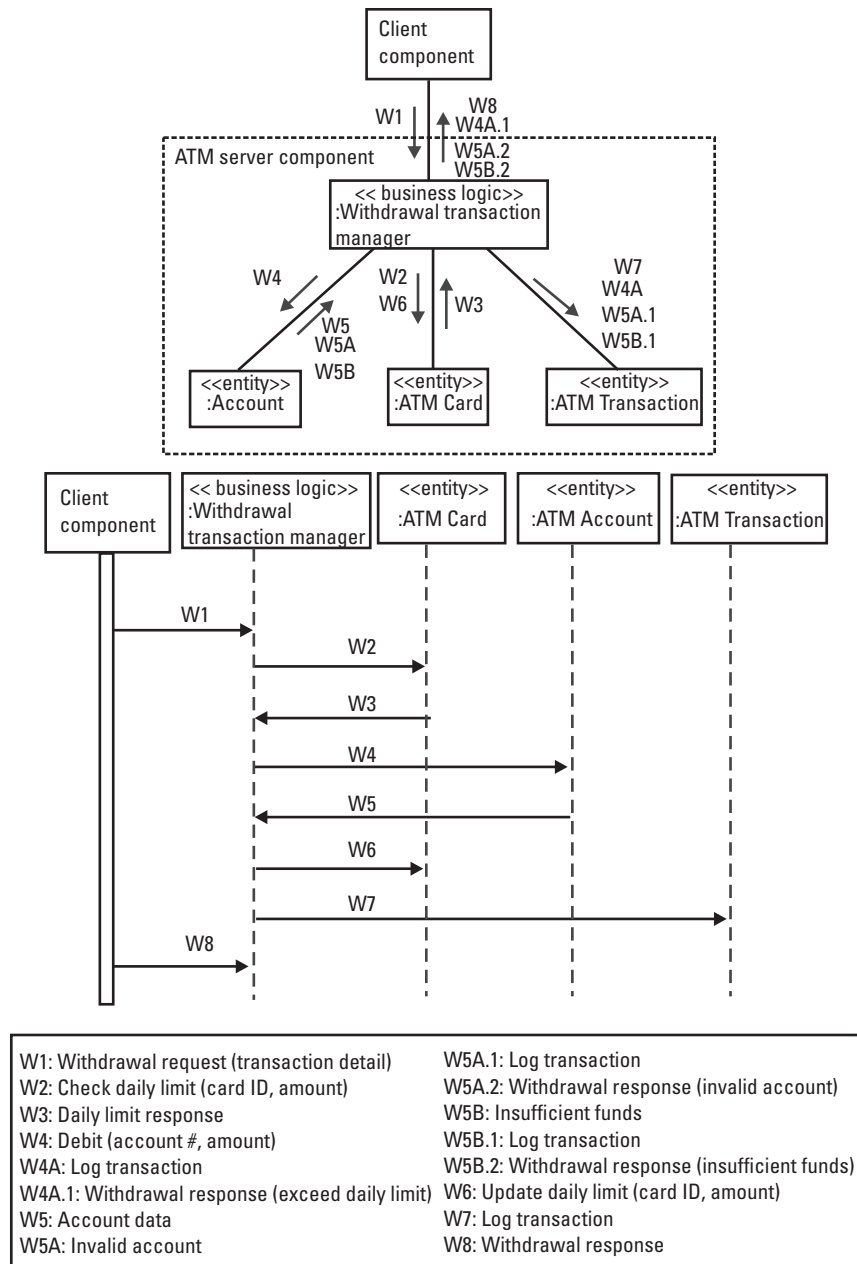 Client
component
W1
W8
W4A.1
W5A.2
W5B.2
ATM server component
<< business logic>>
:Withdrawal transaction
manager
W4
W5
W5A
W5B
W2
W6
W3
W7
W4A
W5A.1
W5B.1
<<entity>>
:Account
<<entity>>
:ATM Card
<<entity>>
:ATM Transaction
Client
component
<< business logic>>
:Withdrawal
transaction manager
<<entity>>
:ATM Card
<<entity>>
:ATM Account
<<entity>>
:ATM Transaction
W1
W2
W3
W4
W5
W6
W7
W8
W1: Withdrawal request (transaction detail)
W2: Check daily limit (card ID, amount)
W3: Daily limit response
W4: Debit (account #, amount)
W4A: Log transaction
W4A.1: Withdrawal response (exceed daily limit)
W5: Account data
W5A: Invalid account
W5A.1: Log transaction
W5A.2: Withdrawal response (invalid account)
W5B: Insufficient funds
W5B.1: Log transaction
W5B.2: Withdrawal response (insufficient funds)
W6: Update daily limit (card ID, amount)
W7: Log transaction
W8: Withdrawal response